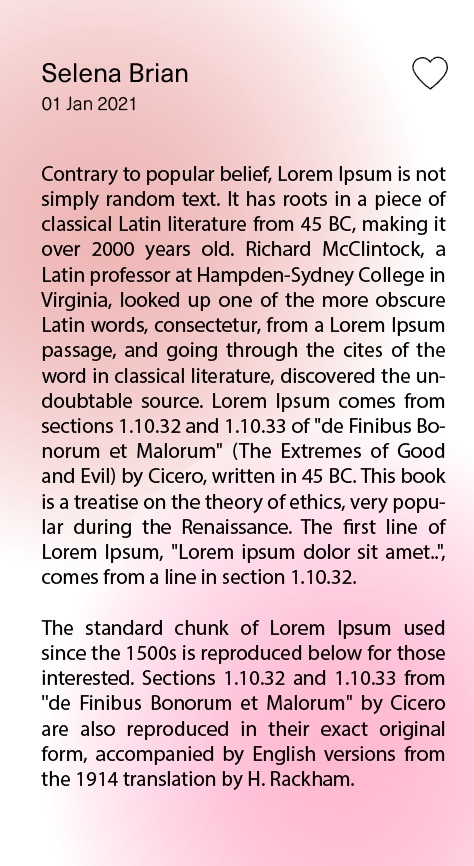 Selena Brian
01 Jan 2021
Contrary to popular belief, Lorem Ipsum is not
simply random text. It has roots in a piece of
classical Latin literature from 45 BC, making it
over 2000 years old. Richard McClintock, a
Latin professor at Hampden-Sydney College in
Virginia, looked up one of the more obscure
Latin words, consectetur, from a Lorem Ipsum
passage, and going through the cites of the
word in classical literature, discovered the un-
doubtable source. Lorem Ipsum comes from
sections 1.10.32 and 1.10.33 of "de Finibus Bo-
norum et Malorum" (The Extremes of Good
and Evil) by Cicero, written in 45 BC. This book
is a treatise on the theory of ethics, very popu-
lar during the Renaissance. The first line of
Lorem Ipsum, "Lorem ipsum dolor sit amet..",
comes from a line in section 1.10.32.
The standard chunk of Lorem Ipsum used
since the 1500s is reproduced below for those
interested. Sections 1.10.32 and 1.10.33 from
"de Finibus Bonorum et Malorum" by Cicero
are also reproduced in their exact original
form, accompanied by English versions from
the 1914 translation by H. Rackham.